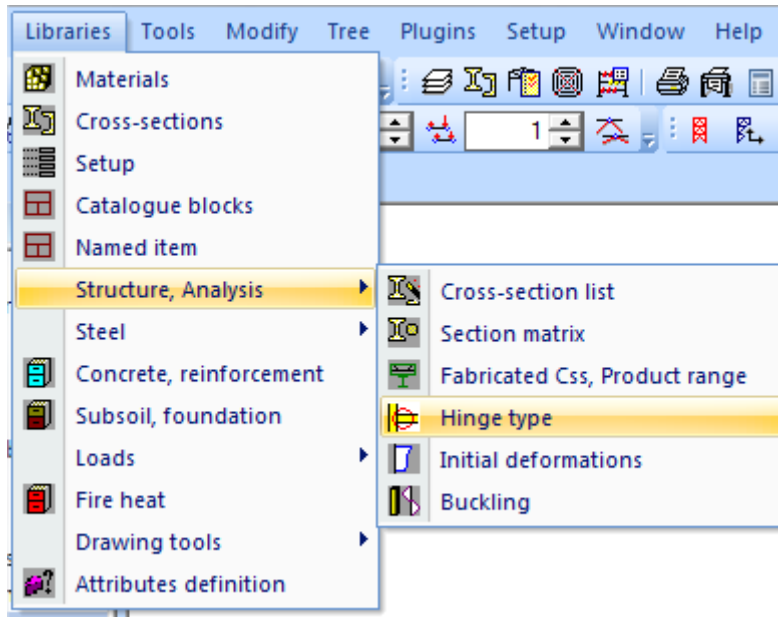 Libraries Tools Modify Tree Plugins Setup Window Help
Materials
Cross-sections
1
Setup
Catalogue blocks
Named item
Structure, Analysis
Steel
Concrete, reinforcement
Subsoil, foundation
Loads
Fire heat
Drawing tools
Attributes definition
Cross-section list
Section matrix
Fabricated Css, Product range
Hinge type
Initial deformations
Buckling